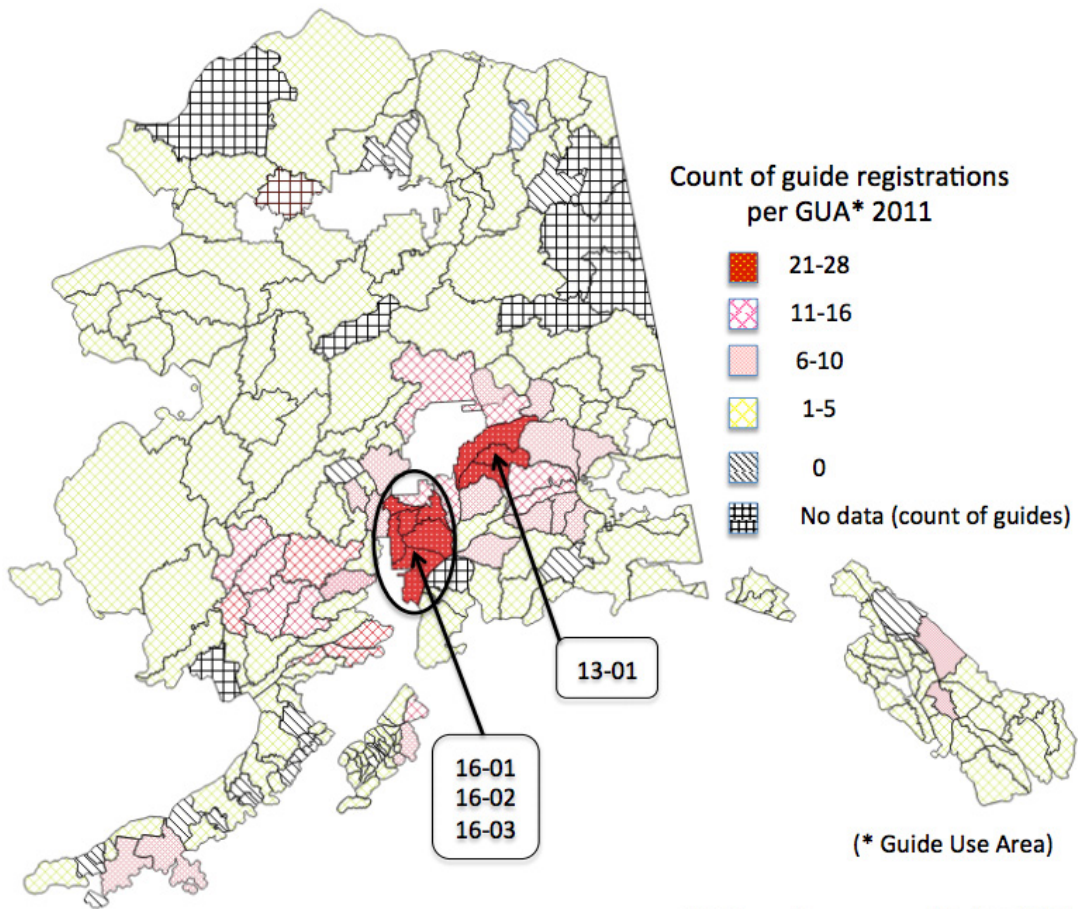 Count of guide registrations
per GUA* 2011
21-28
11-16
6-10
1-5
0
No data (count of guides)
13-01
16-01
16-02
16-03
(* Guide Use Area)